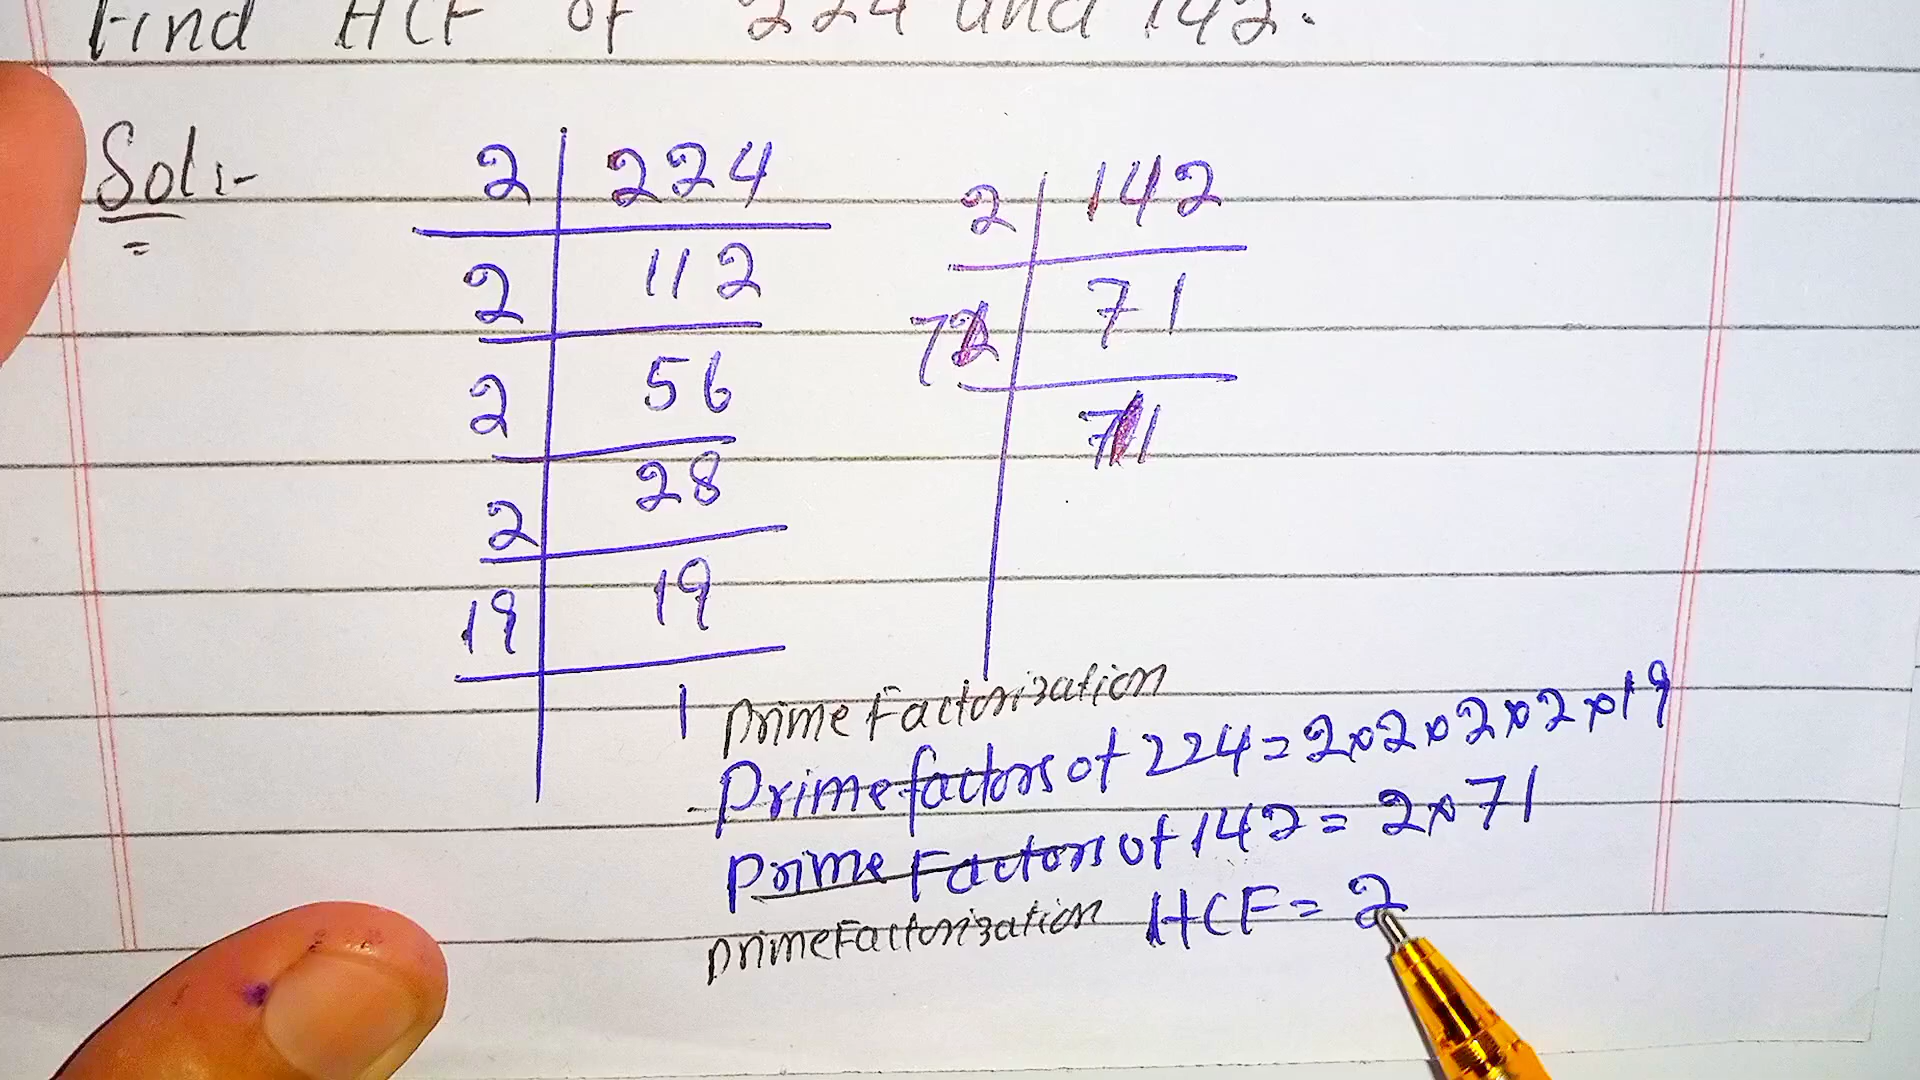 Find HCF of 224 and 142.
Sol:-
2 224
2 112
2 56
2 28
19 19
1
2 142
71 71
1
Prime Factorization
Prime factors of 224 = 2×2×2×2×19
Prime Factors of 142 = 2×71
Prime Factorization
HCF = 2